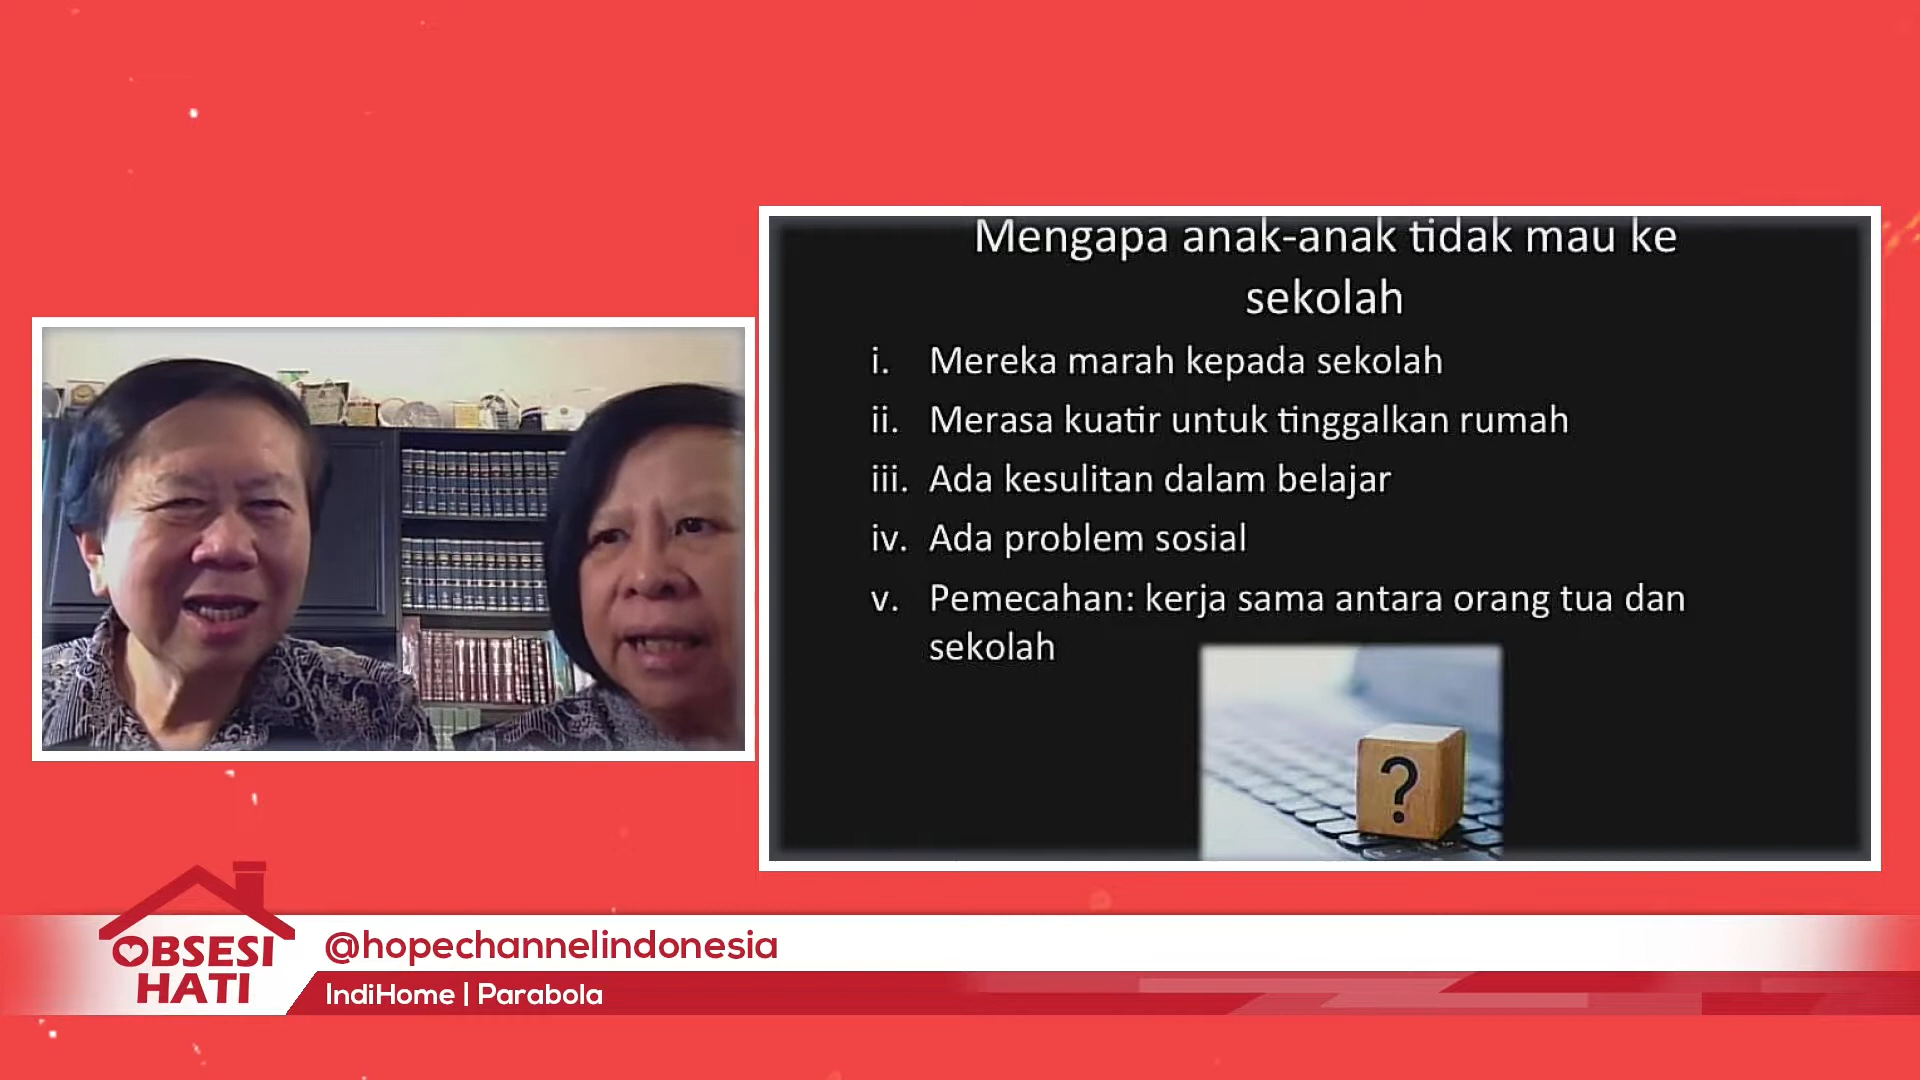 Mengapa anak-anak tidak mau ke
sekolah
i. Mereka marah kepada sekolah
ii. Merasa kuatir untuk tinggalkan rumah
iii. Ada kesulitan dalam belajar
iv. Ada problem sosial
v. Pemecahan: kerja sama antara orang tua dan
sekolah
?
OBSESI
HATI
@hopechannelindonesia
IndiHome | Parabola